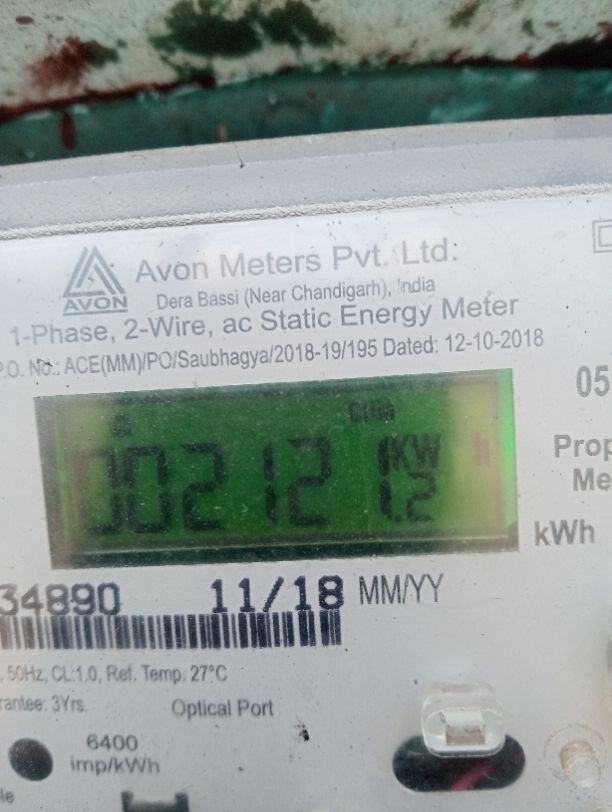 AVON
Avon Meters Pvt. Ltd.
Dera Bassi (Near Chandigarh), India
1-Phase, 2-Wire, ac Static Energy Meter
P.O. No.: ACE(MM)/PO/Saubhagya/2018-19/195 Dated: 12-10-2018
05
CUM
00212 1.2 KWh
Prop
Me
kWh
34890 11/18 MM/YY
, 50Hz, CL:1.0, Ref. Temp. 27°C
rantee: 3Yrs.
Optical Port
6400
imp/kWh